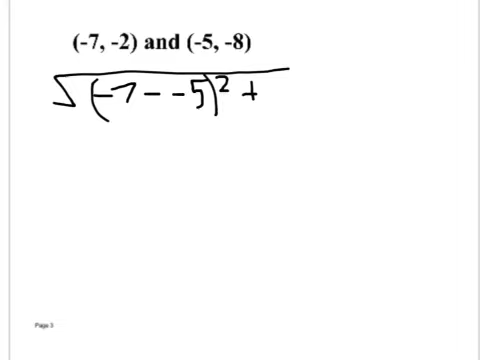 (-7, -2) and (-5, -8)
√(-7 - -5)² +
Page 3